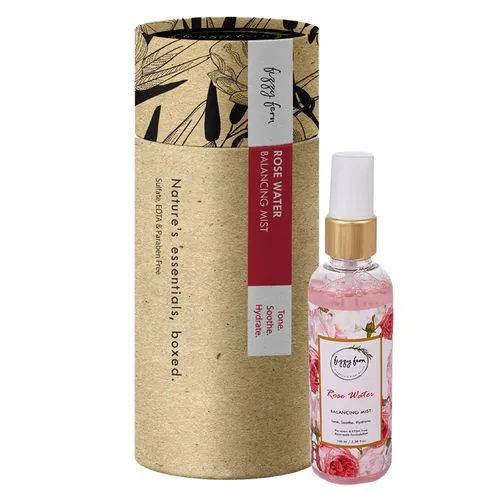 fizzy fern
ROSE WATER
BALANCING MIST
Tone.
Soothe.
Hydrate.
Nature's essentials, boxed.
Sulfate, EDTA & Paraben Free
fizzy fern
Rose Water
BALANCING MIST
Tone, Soothe, Hydrate